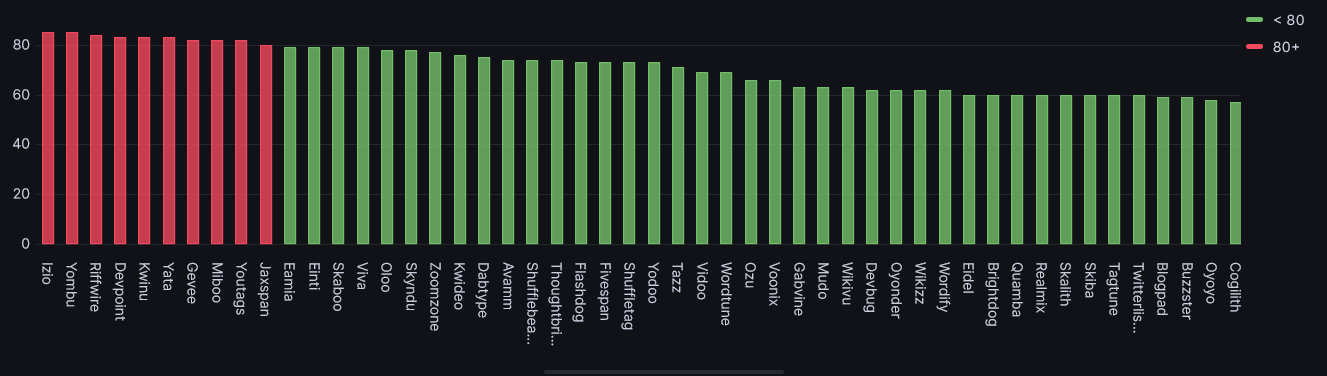 80
60
40
20
0
< 80
80+
Izio
Yombu
Riffwire
Devpoint
Kwinu
Yata
Gevee
Miboo
Youtags
Jaxspan
Eamia
Einti
Skaboo
Viva
Oloo
Skyndu
Zoomzone
Kwideo
Dabtype
Avamm
Shufflebea...
Thoughtbri...
Flashdog
Fivespan
Shuffletag
Yodoo
Tazz
Vidoo
Wordtune
Ozu
Voonix
Gabvine
Mudo
Wikivu
Devbug
Oyonder
Wikizz
Wordify
Eidel
Brightdog
Quamba
Realmix
Skalith
Skiba
Tagtune
Twitterlis...
Blogpad
Buzzster
Oyoyo
Cogilith